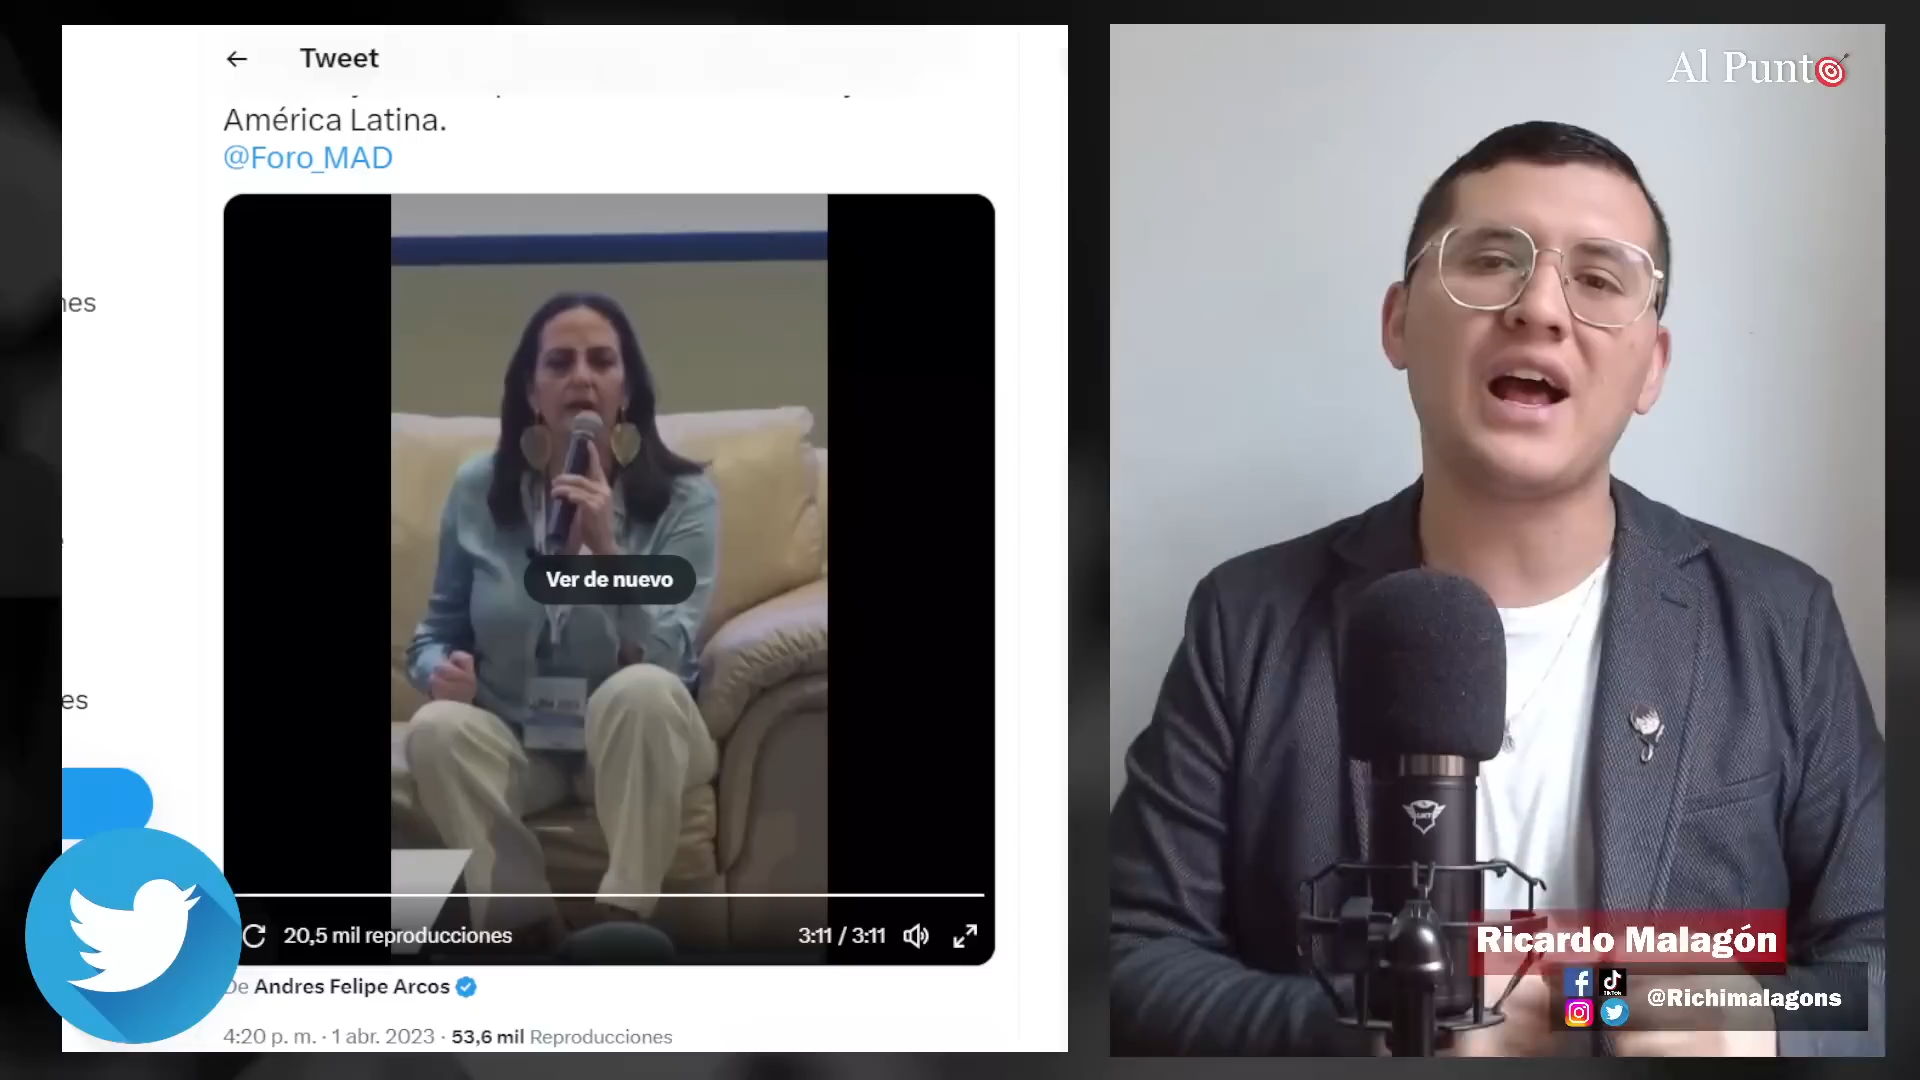 Tweet
América Latina.
@Foro_MAD
nes
es
Ver de nuevo
20,5 mil reproducciones
3:11 / 3:11
De Andres Felipe Arcos
4:20 p. m. · 1 abr. 2023 · 53,6 mil Reproducciones
Al Punto
Ricardo Malagón
@Richimalagons